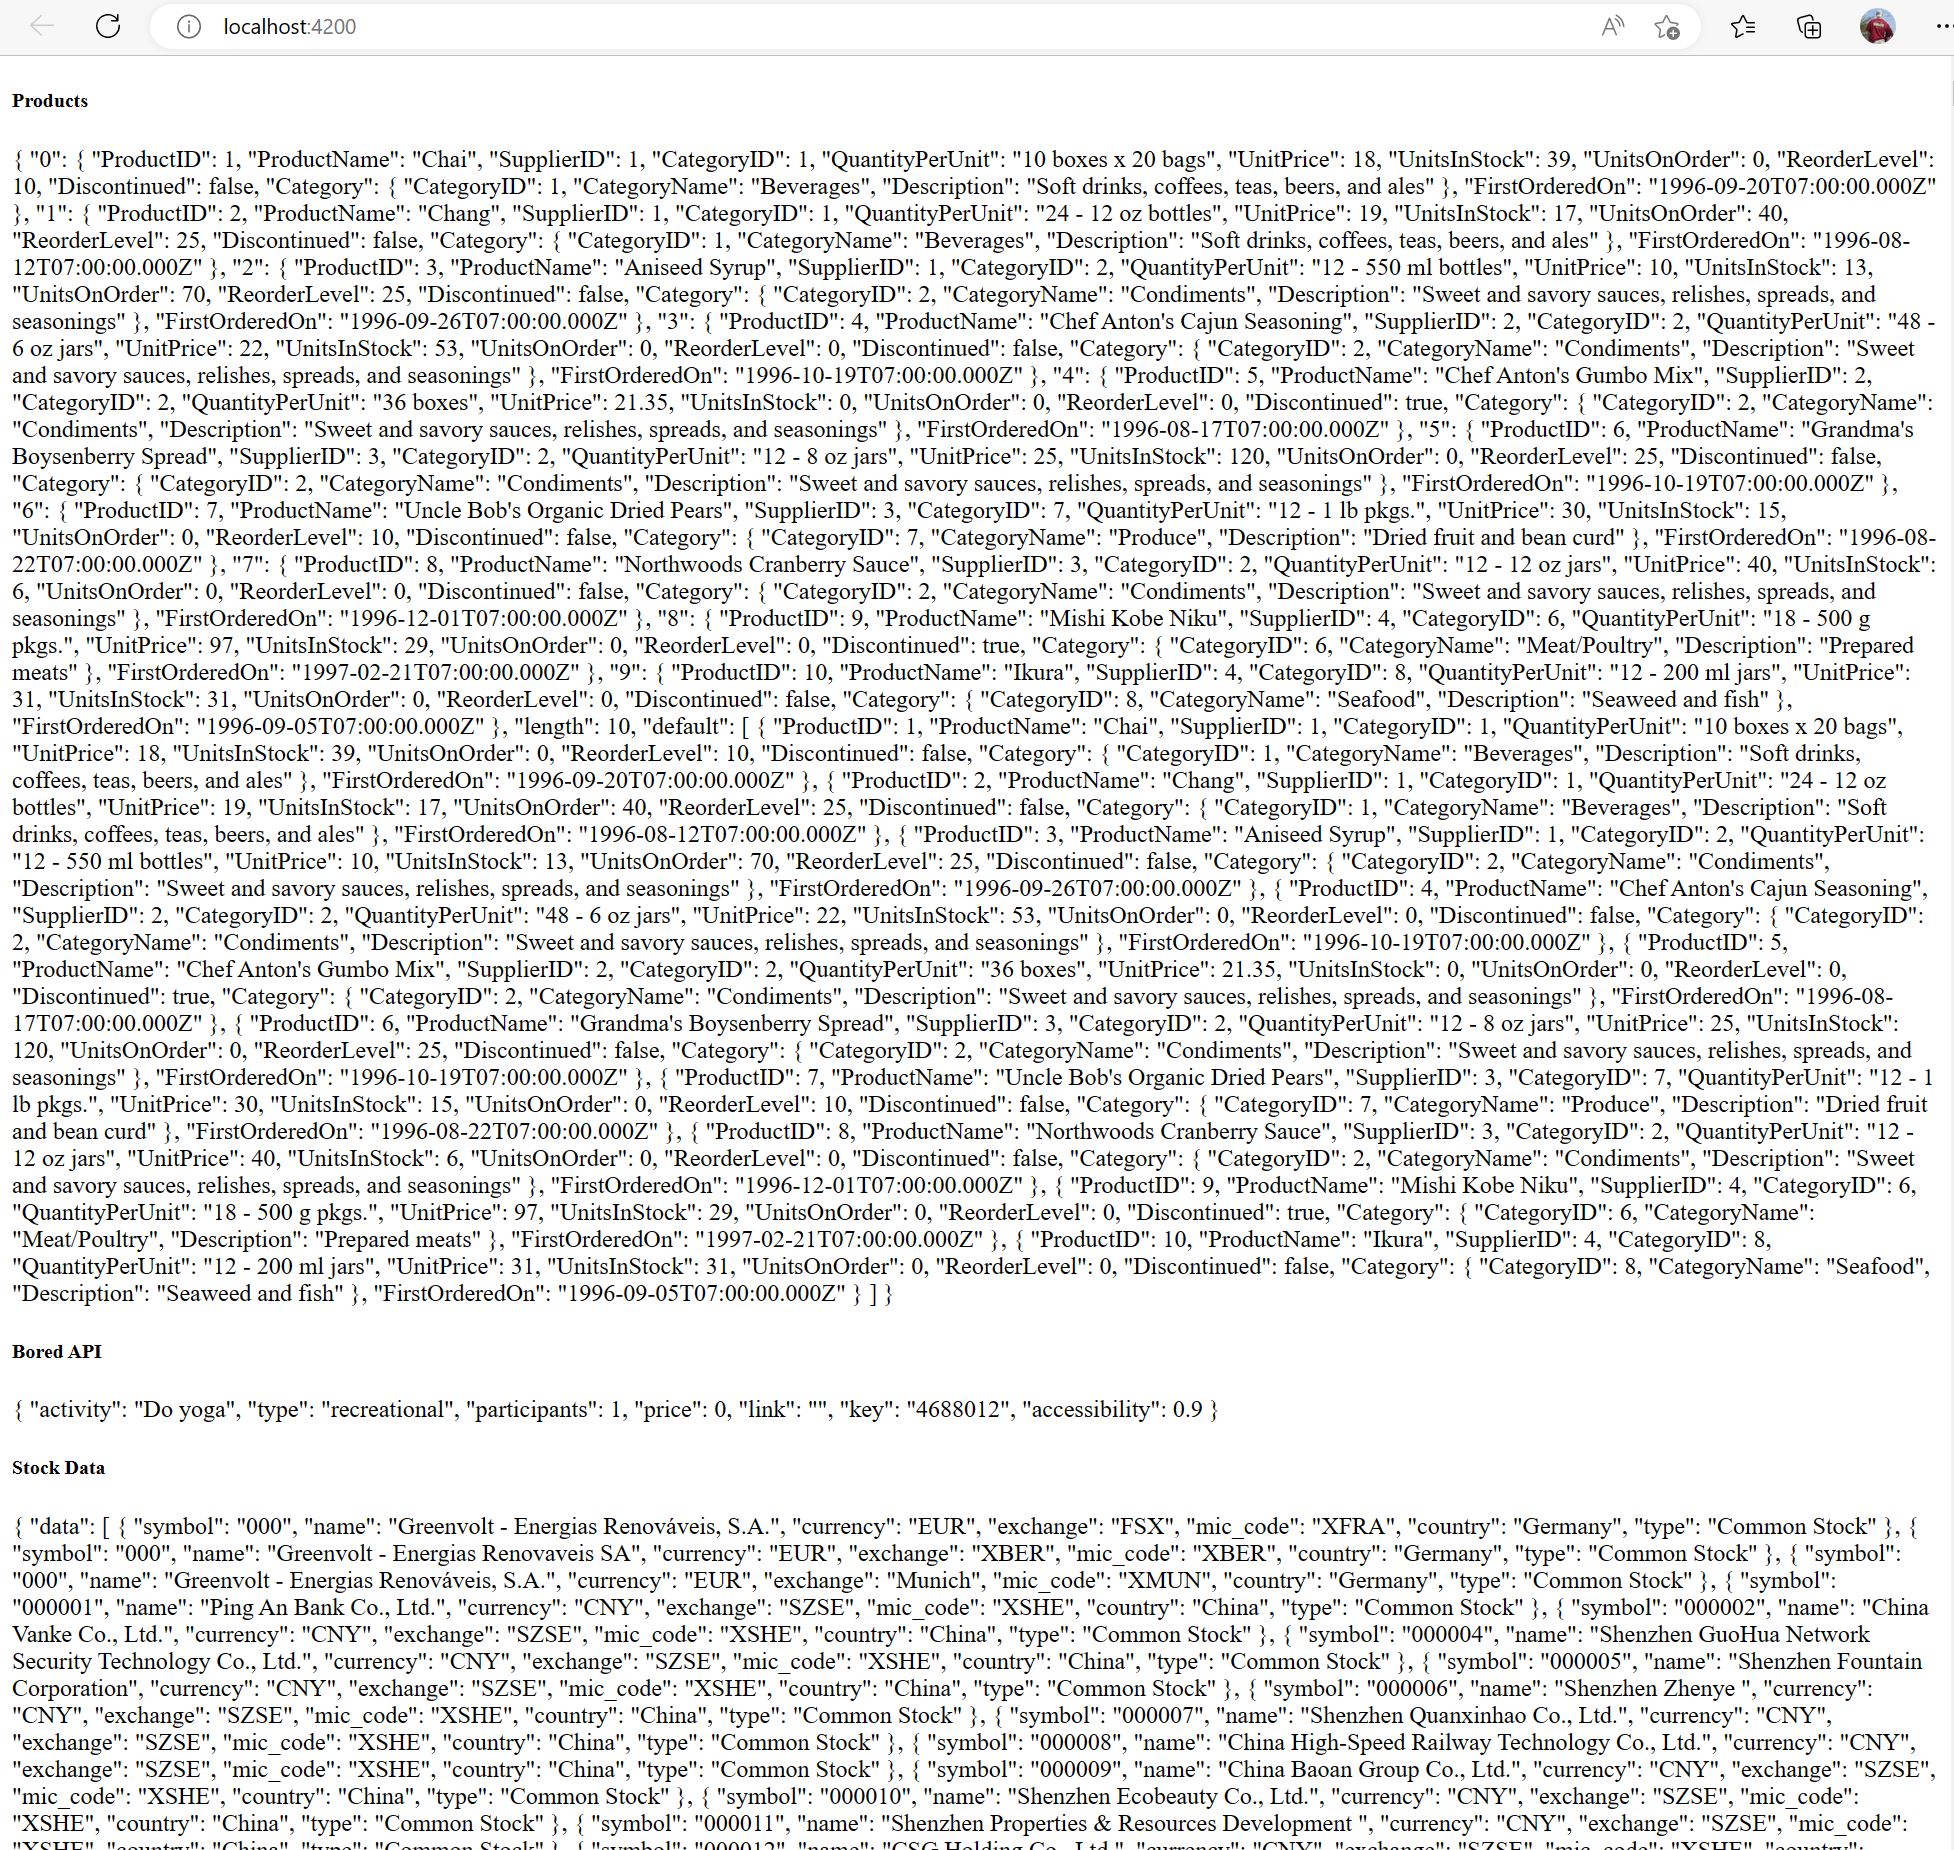 localhost:4200
Products
{ "0": { "ProductID": 1, "ProductName": "Chai", "SupplierID": 1, "CategoryID": 1, "QuantityPerUnit": "10 boxes x 20 bags", "UnitPrice": 18, "UnitsInStock": 39, "UnitsOnOrder": 0, "ReorderLevel":
10, "Discontinued": false, "Category": { "CategoryID": 1, "CategoryName": "Beverages", "Description": "Soft drinks, coffees, teas, beers, and ales" }, "FirstOrderedOn": "1996-09-20T07:00:00.000Z"
}, "1": { "ProductID": 2, "ProductName": "Chang", "SupplierID": 1, "CategoryID": 1, "QuantityPerUnit": "24 - 12 oz bottles", "UnitPrice": 19, "UnitsInStock": 17, "UnitsOnOrder": 40,
"ReorderLevel": 25, "Discontinued": false, "Category": { "CategoryID": 1, "CategoryName": "Beverages", "Description": "Soft drinks, coffees, teas, beers, and ales" }, "FirstOrderedOn": "1996-08-
12T07:00:00.000Z" }, "2": { "ProductID": 3, "ProductName": "Aniseed Syrup", "SupplierID": 1, "CategoryID": 2, "QuantityPerUnit": "12 - 550 ml bottles", "UnitPrice": 10, "UnitsInStock": 13,
"UnitsOnOrder": 70, "ReorderLevel": 25, "Discontinued": false, "Category": { "CategoryID": 2, "CategoryName": "Condiments", "Description": "Sweet and savory sauces, relishes, spreads, and
seasonings" }, "FirstOrderedOn": "1996-09-26T07:00:00.000Z" }, "3": { "ProductID": 4, "ProductName": "Chef Anton's Cajun Seasoning", "SupplierID": 2, "CategoryID": 2, "QuantityPerUnit": "48 -
6 oz jars", "UnitPrice": 22, "UnitsInStock": 53, "UnitsOnOrder": 0, "ReorderLevel": 0, "Discontinued": false, "Category": { "CategoryID": 2, "CategoryName": "Condiments", "Description": "Sweet
and savory sauces, relishes, spreads, and seasonings" }, "FirstOrderedOn": "1996-10-19T07:00:00.000Z" }, "4": { "ProductID": 5, "ProductName": "Chef Anton's Gumbo Mix", "SupplierID": 2,
"CategoryID": 2, "QuantityPerUnit": "36 boxes", "UnitPrice": 21.35, "UnitsInStock": 0, "UnitsOnOrder": 0, "ReorderLevel": 0, "Discontinued": true, "Category": { "CategoryID": 2, "CategoryName":
"Condiments", "Description": "Sweet and savory sauces, relishes, spreads, and seasonings" }, "FirstOrderedOn": "1996-08-17T07:00:00.000Z" }, "5": { "ProductID": 6, "ProductName": "Grandma's
Boysenberry Spread", "SupplierID": 3, "CategoryID": 2, "QuantityPerUnit": "12 - 8 oz jars", "UnitPrice": 25, "UnitsInStock": 120, "UnitsOnOrder": 0, "ReorderLevel": 25, "Discontinued": false,
"Category": { "CategoryID": 2, "CategoryName": "Condiments", "Description": "Sweet and savory sauces, relishes, spreads, and seasonings" }, "FirstOrderedOn": "1996-10-19T07:00:00.000Z" },
"6": { "ProductID": 7, "ProductName": "Uncle Bob's Organic Dried Pears", "SupplierID": 3, "CategoryID": 7, "QuantityPerUnit": "12 - 1 lb pkgs.", "UnitPrice": 30, "UnitsInStock": 15,
"UnitsOnOrder": 0, "ReorderLevel": 10, "Discontinued": false, "Category": { "CategoryID": 7, "CategoryName": "Produce", "Description": "Dried fruit and bean curd" }, "FirstOrderedOn": "1996-08-
22T07:00:00.000Z" }, "7": { "ProductID": 8, "ProductName": "Northwoods Cranberry Sauce", "SupplierID": 3, "CategoryID": 2, "QuantityPerUnit": "12 - 12 oz jars", "UnitPrice": 40, "UnitsInStock":
6, "UnitsOnOrder": 0, "ReorderLevel": 0, "Discontinued": false, "Category": { "CategoryID": 2, "CategoryName": "Condiments", "Description": "Sweet and savory sauces, relishes, spreads, and
seasonings" }, "FirstOrderedOn": "1996-12-01T07:00:00.000Z" }, "8": { "ProductID": 9, "ProductName": "Mishi Kobe Niku", "SupplierID": 4, "CategoryID": 6, "QuantityPerUnit": "18 - 500 g
pkgs.", "UnitPrice": 97, "UnitsInStock": 29, "UnitsOnOrder": 0, "ReorderLevel": 0, "Discontinued": true, "Category": { "CategoryID": 6, "CategoryName": "Meat/Poultry", "Description": "Prepared
meats" }, "FirstOrderedOn": "1997-02-21T07:00:00.000Z" }, "9": { "ProductID": 10, "ProductName": "Ikura", "SupplierID": 4, "CategoryID": 8, "QuantityPerUnit": "12 - 200 ml jars", "UnitPrice":
31, "UnitsInStock": 31, "UnitsOnOrder": 0, "ReorderLevel": 0, "Discontinued": false, "Category": { "CategoryID": 8, "CategoryName": "Seafood", "Description": "Seaweed and fish" },
"FirstOrderedOn": "1996-09-05T07:00:00.000Z" }, "length": 10, "default": [ { "ProductID": 1, "ProductName": "Chai", "SupplierID": 1, "CategoryID": 1, "QuantityPerUnit": "10 boxes x 20 bags",
"UnitPrice": 18, "UnitsInStock": 39, "UnitsOnOrder": 0, "ReorderLevel": 10, "Discontinued": false, "Category": { "CategoryID": 1, "CategoryName": "Beverages", "Description": "Soft drinks,
coffees, teas, beers, and ales" }, "FirstOrderedOn": "1996-09-20T07:00:00.000Z" }, { "ProductID": 2, "ProductName": "Chang", "SupplierID": 1, "CategoryID": 1, "QuantityPerUnit": "24 - 12 oz
bottles", "UnitPrice": 19, "UnitsInStock": 17, "UnitsOnOrder": 40, "ReorderLevel": 25, "Discontinued": false, "Category": { "CategoryID": 1, "CategoryName": "Beverages", "Description": "Soft
drinks, coffees, teas, beers, and ales" }, "FirstOrderedOn": "1996-08-12T07:00:00.000Z" }, { "ProductID": 3, "ProductName": "Aniseed Syrup", "SupplierID": 1, "CategoryID": 2, "QuantityPerUnit":
"12 - 550 ml bottles", "UnitPrice": 10, "UnitsInStock": 13, "UnitsOnOrder": 70, "ReorderLevel": 25, "Discontinued": false, "Category": { "CategoryID": 2, "CategoryName": "Condiments",
"Description": "Sweet and savory sauces, relishes, spreads, and seasonings" }, "FirstOrderedOn": "1996-09-26T07:00:00.000Z" }, { "ProductID": 4, "ProductName": "Chef Anton's Cajun Seasoning",
"SupplierID": 2, "CategoryID": 2, "QuantityPerUnit": "48 - 6 oz jars", "UnitPrice": 22, "UnitsInStock": 53, "UnitsOnOrder": 0, "ReorderLevel": 0, "Discontinued": false, "Category": { "CategoryID":
2, "CategoryName": "Condiments", "Description": "Sweet and savory sauces, relishes, spreads, and seasonings" }, "FirstOrderedOn": "1996-10-19T07:00:00.000Z" }, { "ProductID": 5,
"ProductName": "Chef Anton's Gumbo Mix", "SupplierID": 2, "CategoryID": 2, "QuantityPerUnit": "36 boxes", "UnitPrice": 21.35, "UnitsInStock": 0, "UnitsOnOrder": 0, "ReorderLevel": 0,
"Discontinued": true, "Category": { "CategoryID": 2, "CategoryName": "Condiments", "Description": "Sweet and savory sauces, relishes, spreads, and seasonings" }, "FirstOrderedOn": "1996-08-
17T07:00:00.000Z" }, { "ProductID": 6, "ProductName": "Grandma's Boysenberry Spread", "SupplierID": 3, "CategoryID": 2, "QuantityPerUnit": "12 - 8 oz jars", "UnitPrice": 25, "UnitsInStock":
120, "UnitsOnOrder": 0, "ReorderLevel": 25, "Discontinued": false, "Category": { "CategoryID": 2, "CategoryName": "Condiments", "Description": "Sweet and savory sauces, relishes, spreads, and
seasonings" }, "FirstOrderedOn": "1996-10-19T07:00:00.000Z" }, { "ProductID": 7, "ProductName": "Uncle Bob's Organic Dried Pears", "SupplierID": 3, "CategoryID": 7, "QuantityPerUnit": "12 - 1
lb pkgs.", "UnitPrice": 30, "UnitsInStock": 15, "UnitsOnOrder": 0, "ReorderLevel": 10, "Discontinued": false, "Category": { "CategoryID": 7, "CategoryName": "Produce", "Description": "Dried fruit
and bean curd" }, "FirstOrderedOn": "1996-08-22T07:00:00.000Z" }, { "ProductID": 8, "ProductName": "Northwoods Cranberry Sauce", "SupplierID": 3, "CategoryID": 2, "QuantityPerUnit": "12 -
12 oz jars", "UnitPrice": 40, "UnitsInStock": 6, "UnitsOnOrder": 0, "ReorderLevel": 0, "Discontinued": false, "Category": { "CategoryID": 2, "CategoryName": "Condiments", "Description": "Sweet
and savory sauces, relishes, spreads, and seasonings" }, "FirstOrderedOn": "1996-12-01T07:00:00.000Z" }, { "ProductID": 9, "ProductName": "Mishi Kobe Niku", "SupplierID": 4, "CategoryID": 6,
"QuantityPerUnit": "18 - 500 g pkgs.", "UnitPrice": 97, "UnitsInStock": 29, "UnitsOnOrder": 0, "ReorderLevel": 0, "Discontinued": true, "Category": { "CategoryID": 6, "CategoryName":
"Meat/Poultry", "Description": "Prepared meats" }, "FirstOrderedOn": "1997-02-21T07:00:00.000Z" }, { "ProductID": 10, "ProductName": "Ikura", "SupplierID": 4, "CategoryID": 8,
"QuantityPerUnit": "12 - 200 ml jars", "UnitPrice": 31, "UnitsInStock": 31, "UnitsOnOrder": 0, "ReorderLevel": 0, "Discontinued": false, "Category": { "CategoryID": 8, "CategoryName": "Seafood",
"Description": "Seaweed and fish" }, "FirstOrderedOn": "1996-09-05T07:00:00.000Z" } ] }
Bored API
{ "activity": "Do yoga", "type": "recreational", "participants": 1, "price": 0, "link": "", "key": "4688012", "accessibility": 0.9 }
Stock Data
{ "data": [ { "symbol": "000", "name": "Greenvolt - Energias Renováveis, S.A.", "currency": "EUR", "exchange": "FSX", "mic_code": "XFRA", "country": "Germany", "type": "Common Stock" }, {
"symbol": "000", "name": "Greenvolt - Energias Renovaveis SA", "currency": "EUR", "exchange": "XBER", "mic_code": "XBER", "country": "Germany", "type": "Common Stock" }, { "symbol":
"000", "name": "Greenvolt - Energias Renováveis, S.A.", "currency": "EUR", "exchange": "Munich", "mic_code": "XMUN", "country": "Germany", "type": "Common Stock" }, { "symbol":
"000001", "name": "Ping An Bank Co., Ltd.", "currency": "CNY", "exchange": "SZSE", "mic_code": "XSHE", "country": "China", "type": "Common Stock" }, { "symbol": "000002", "name": "China
Vanke Co., Ltd.", "currency": "CNY", "exchange": "SZSE", "mic_code": "XSHE", "country": "China", "type": "Common Stock" }, { "symbol": "000004", "name": "Shenzhen GuoHua Network
Security Technology Co., Ltd.", "currency": "CNY", "exchange": "SZSE", "mic_code": "XSHE", "country": "China", "type": "Common Stock" }, { "symbol": "000005", "name": "Shenzhen Fountain
Corporation", "currency": "CNY", "exchange": "SZSE", "mic_code": "XSHE", "country": "China", "type": "Common Stock" }, { "symbol": "000006", "name": "Shenzhen Zhenye ", "currency":
"CNY", "exchange": "SZSE", "mic_code": "XSHE", "country": "China", "type": "Common Stock" }, { "symbol": "000007", "name": "Shenzhen Quanxinhao Co., Ltd.", "currency": "CNY",
"exchange": "SZSE", "mic_code": "XSHE", "country": "China", "type": "Common Stock" }, { "symbol": "000008", "name": "China High-Speed Railway Technology Co., Ltd.", "currency": "CNY",
"exchange": "SZSE", "mic_code": "XSHE", "country": "China", "type": "Common Stock" }, { "symbol": "000009", "name": "China Baoan Group Co., Ltd.", "currency": "CNY", "exchange": "SZSE",
"mic_code": "XSHE", "country": "China", "type": "Common Stock" }, { "symbol": "000010", "name": "Shenzhen Ecobeauty Co., Ltd.", "currency": "CNY", "exchange": "SZSE", "mic_code":
"XSHE", "country": "China", "type": "Common Stock" }, { "symbol": "000011", "name": "Shenzhen Properties & Resources Development ", "currency": "CNY", "exchange": "SZSE", "mic_code":
"XSHE", "country": "China", "type": "Common Stock" }, { "symbol": "000012", "name": "CSG Holding Co., Ltd.", "currency": "CNY", "exchange": "SZSE", "mic_code": "XSHE", "country":